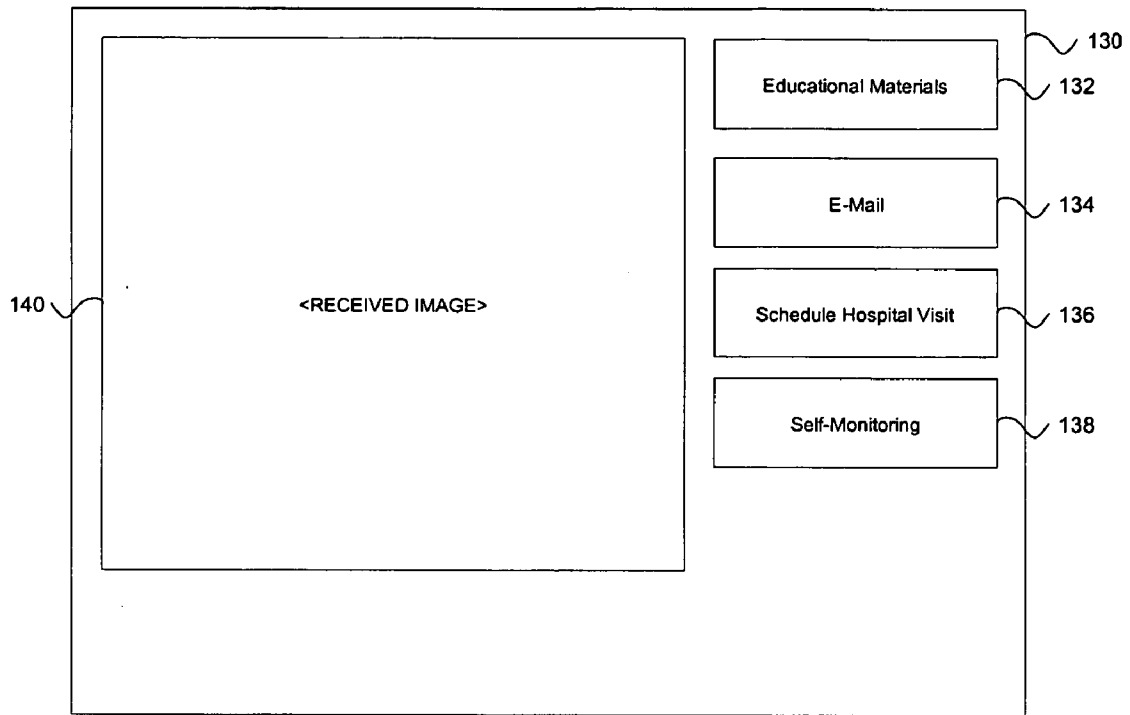 130
Educational Materials
132
E-Mail
134
140
<RECEIVED IMAGE>
Schedule Hospital Visit
136
Self-Monitoring
138